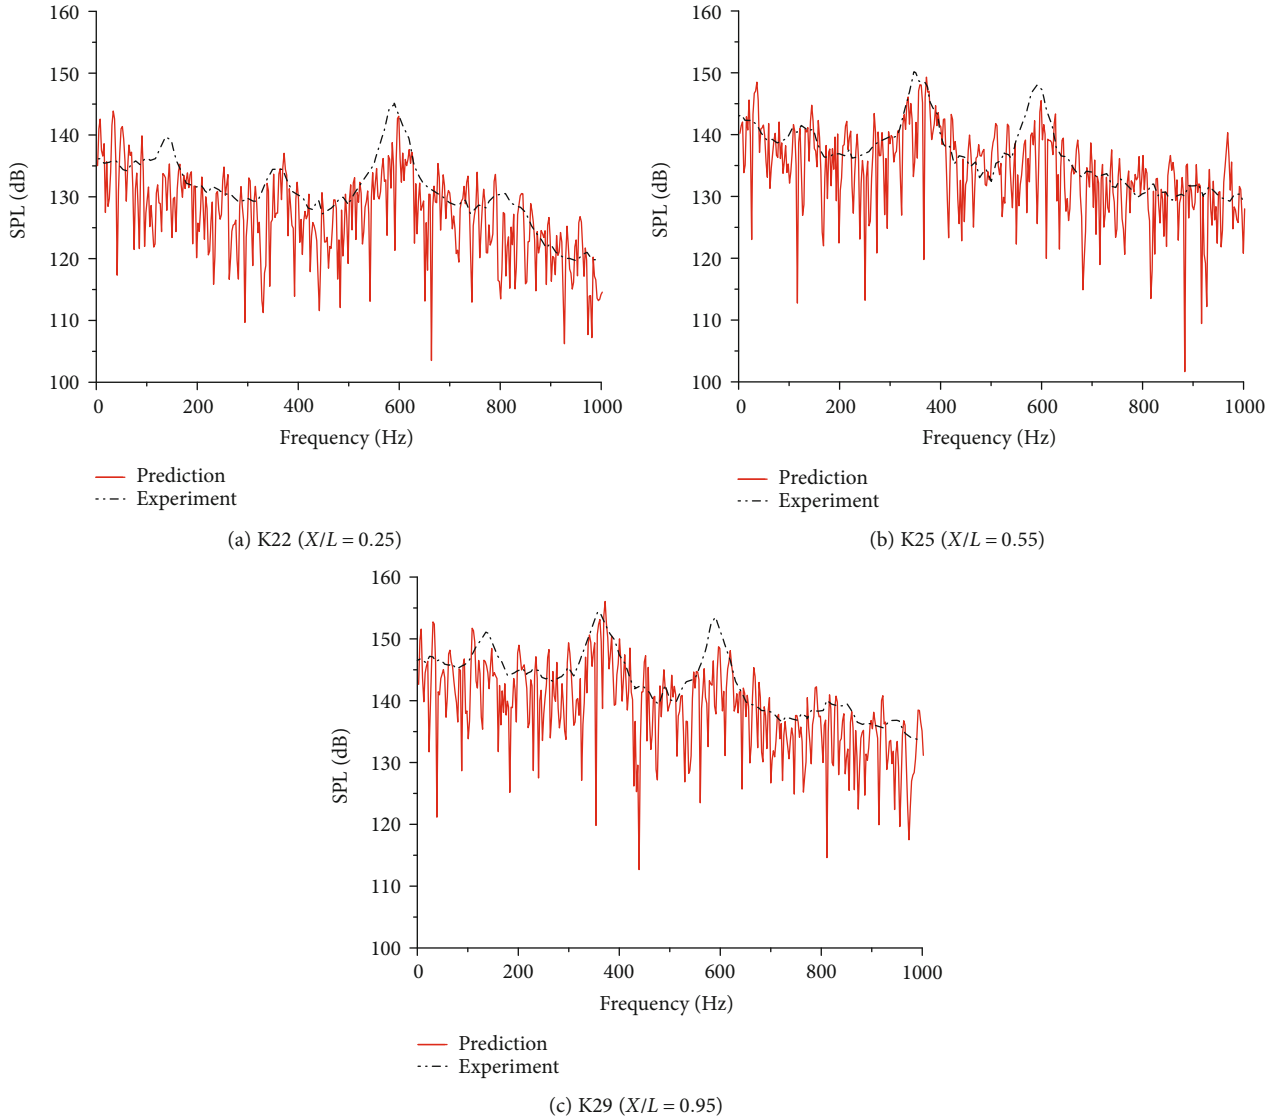 160
150
140
130
120
110
100
SPL (dB)
0 200 400 600 800 1000
Frequency (Hz)
Prediction
Experiment
(a) K22 (X/L = 0.25)
160
150
140
130
120
110
100
SPL (dB)
0 200 400 600 800 1000
Frequency (Hz)
Prediction
Experiment
(b) K25 (X/L = 0.55)
160
150
140
130
120
110
100
SPL (dB)
0 200 400 600 800 1000
Frequency (Hz)
Prediction
Experiment
(c) K29 (X/L = 0.95)